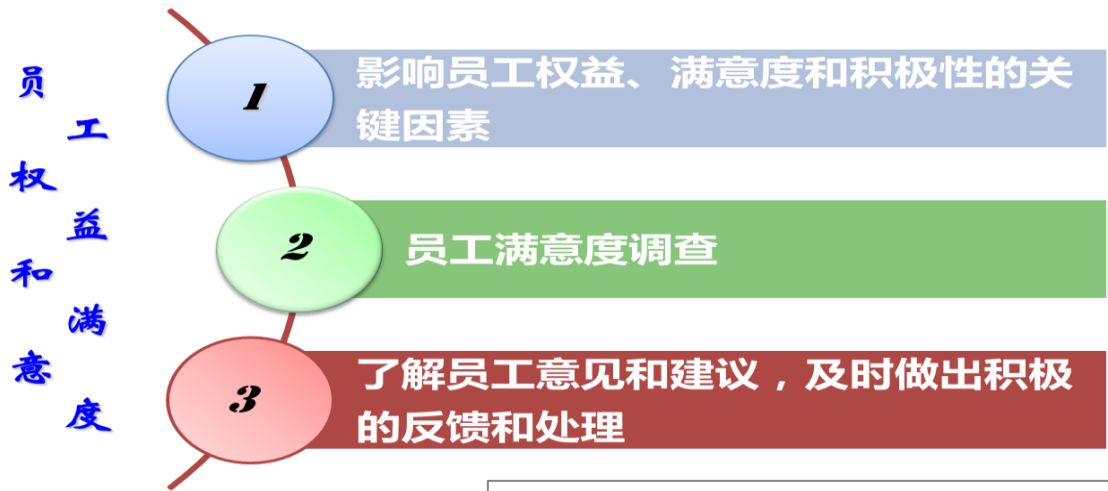 员工权益和满意度
1
影响员工权益、满意度和积极性的关
键因素
2
员工满意度调查
3
了解员工意见和建议，及时做出积极
的反馈和处理